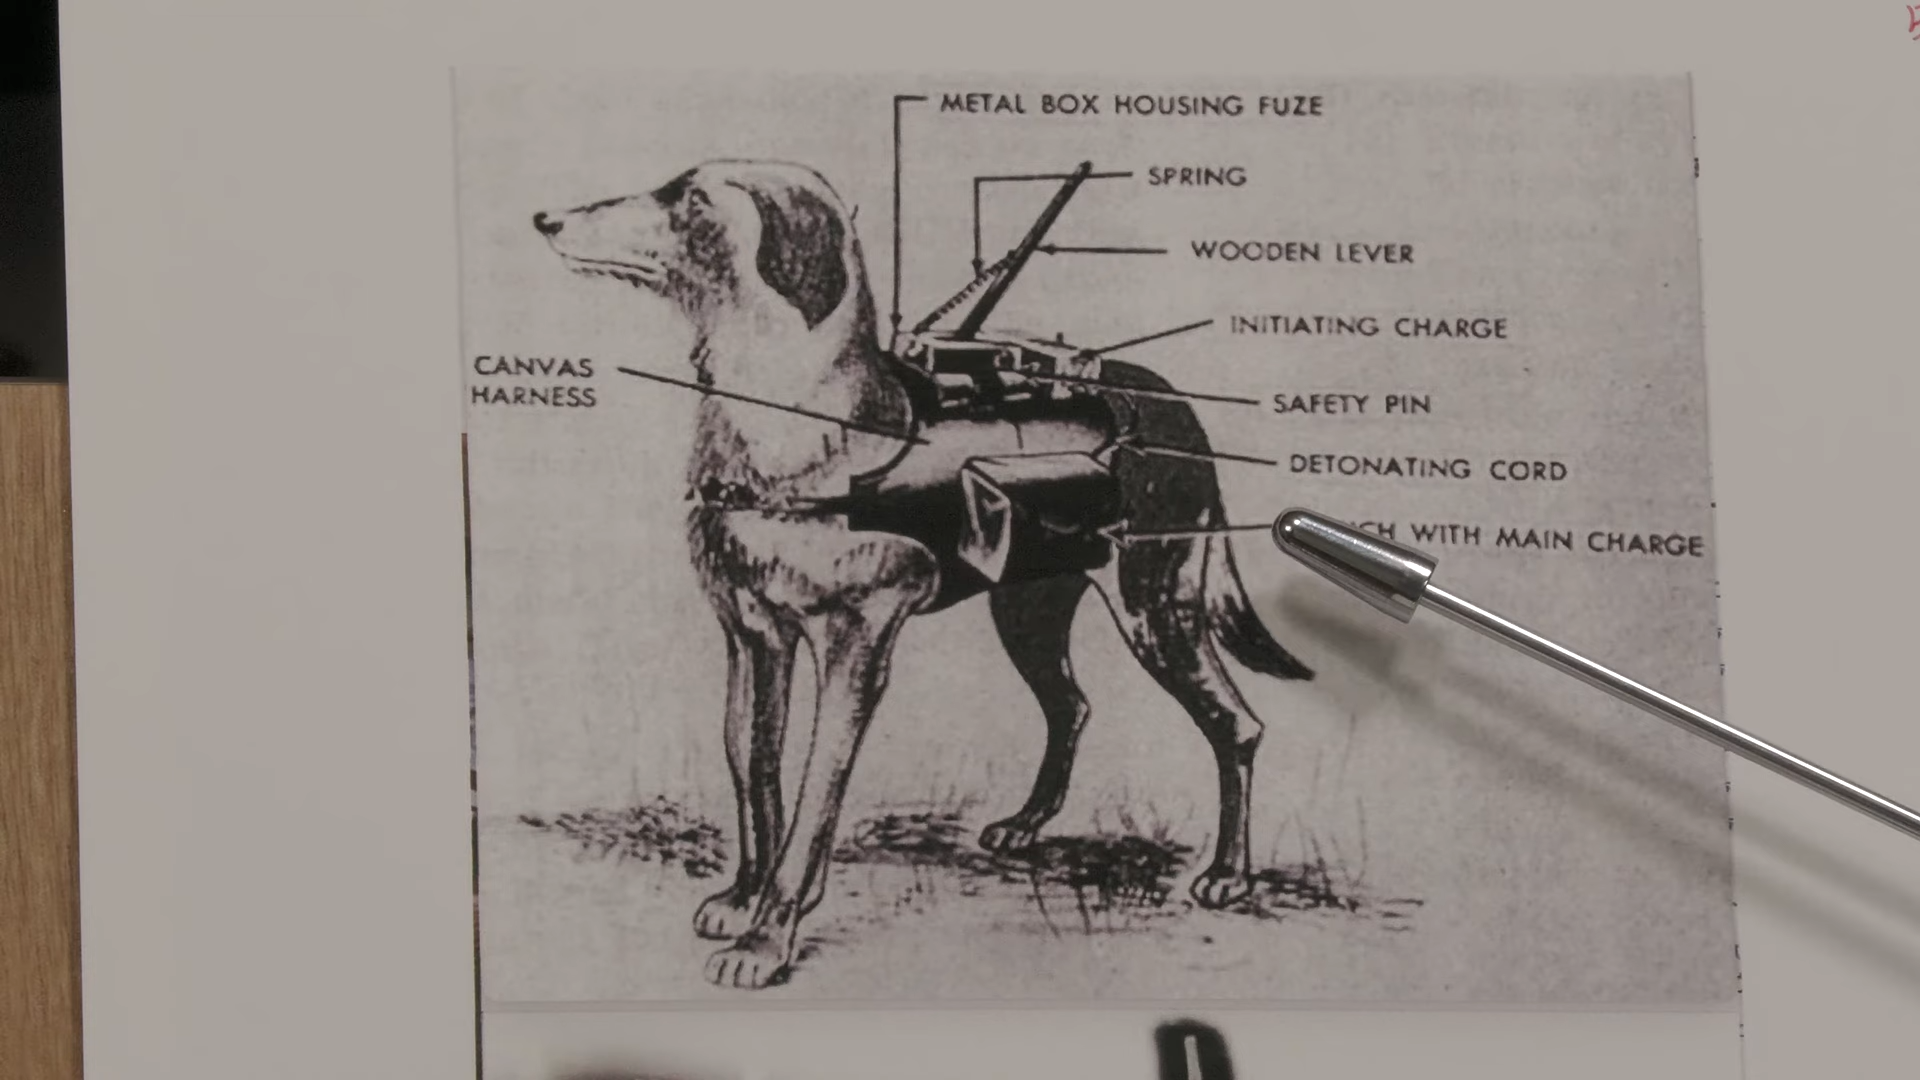 METAL BOX HOUSING FUZE
SPRING
WOODEN LEVER
INITIATING CHARGE
CANVAS
HARNESS
SAFETY PIN
DETONATING CORD
WITH MAIN CHARGE